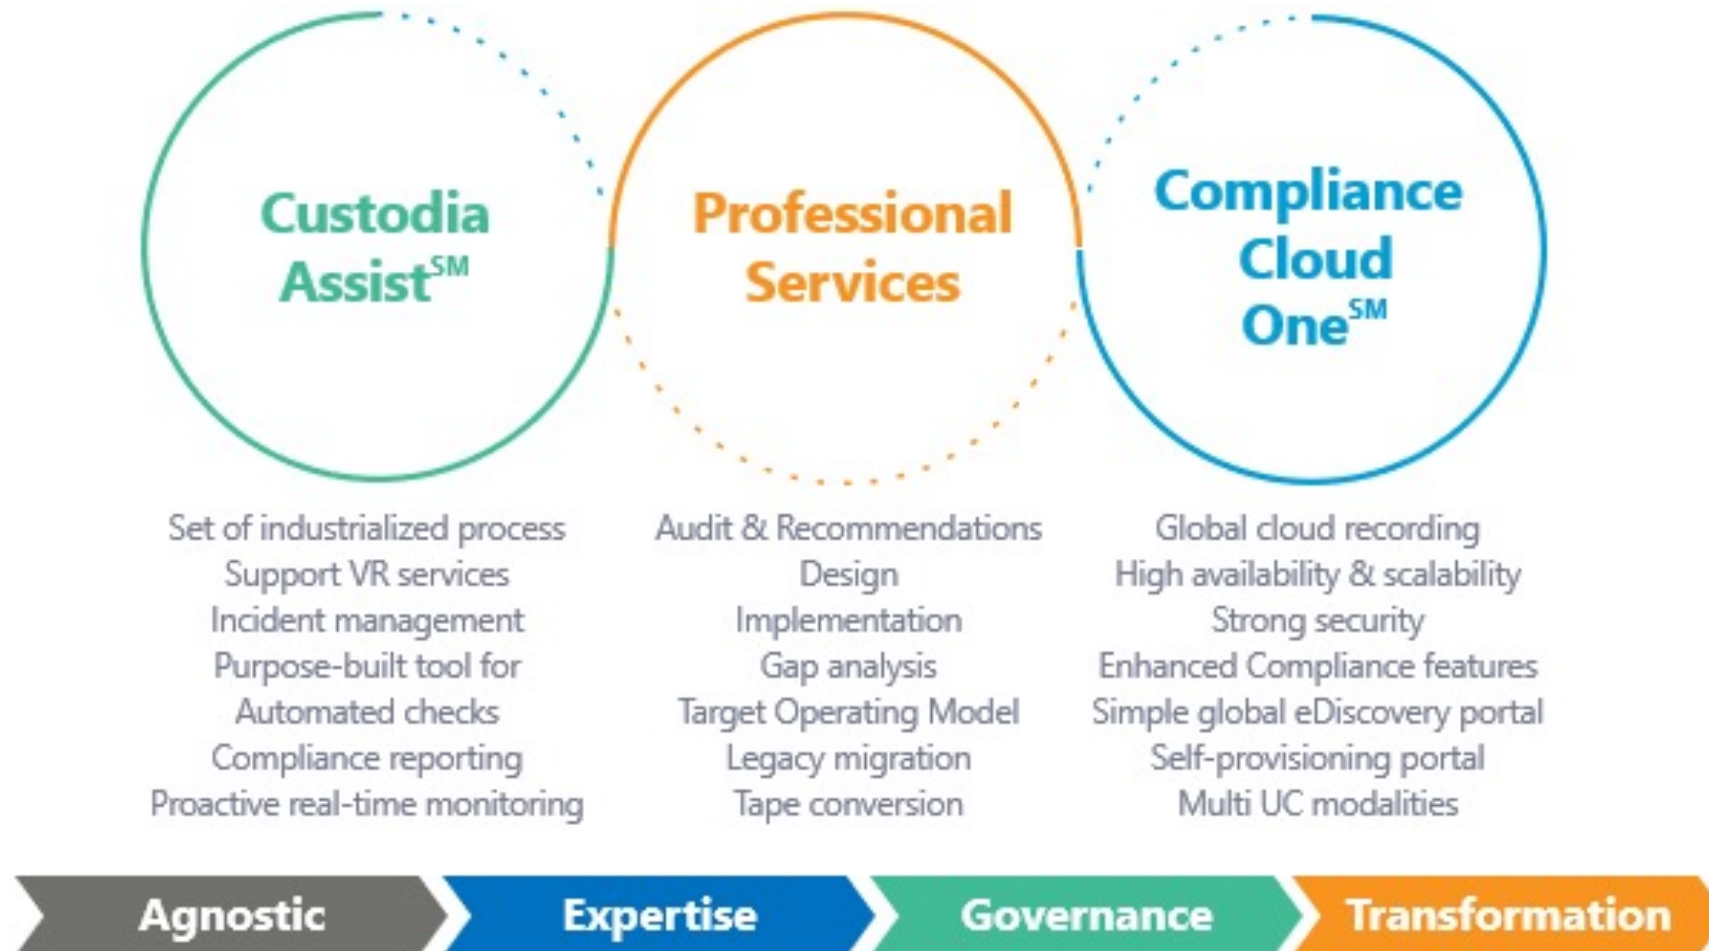 Custodia
Assist℠
Professional
Services
Compliance
Cloud
One℠
Set of industrialized process
Support VR services
Incident management
Purpose-built tool for
Automated checks
Compliance reporting
Proactive real-time monitoring
Audit & Recommendations
Design
Implementation
Gap analysis
Target Operating Model
Legacy migration
Tape conversion
Global cloud recording
High availability & scalability
Strong security
Enhanced Compliance features
Simple global eDiscovery portal
Self-provisioning portal
Multi UC modalities
Agnostic
Expertise
Governance
Transformation